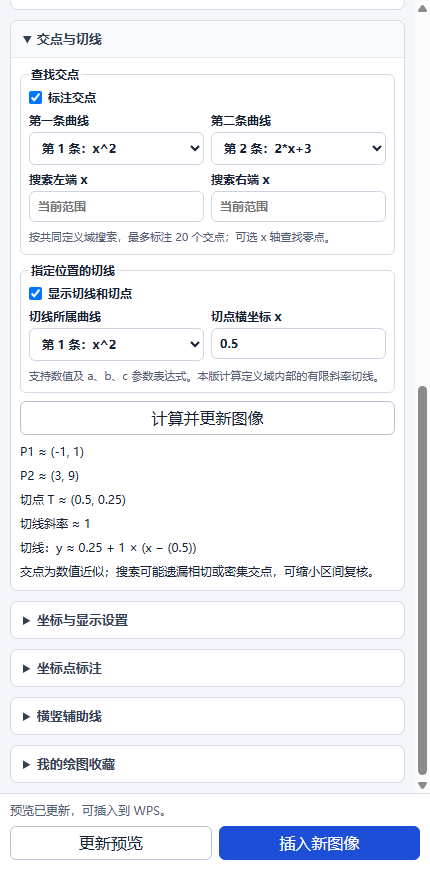 ▼ 交点与切线
查找交点
标注交点
第一条曲线 第二条曲线
第 1 条：x^2 第 2 条：2*x+3
搜索左端 x 搜索右端 x
当前范围 当前范围
按共同定义域搜索，最多标注 20 个交点；可选 x 轴查找零点。
指定位置的切线
显示切线和切点
切线所属曲线 切点横坐标 x
第 1 条：x^2 0.5
支持数值及 a、b、c 参数表达式。本版计算定义域内部的有限斜率切线。
计算并更新图像
P1 ≈ (-1, 1)
P2 ≈ (3, 9)
切点 T ≈ (0.5, 0.25)
切线斜率 ≈ 1
切线：y ≈ 0.25 + 1 × (x − (0.5))
交点为数值近似；搜索可能遗漏相切或密集交点，可缩小区间复核。
▶ 坐标与显示设置
▶ 坐标点标注
▶ 横竖辅助线
▶ 我的绘图收藏
预览已更新，可插入到 WPS。
更新预览 插入新图像